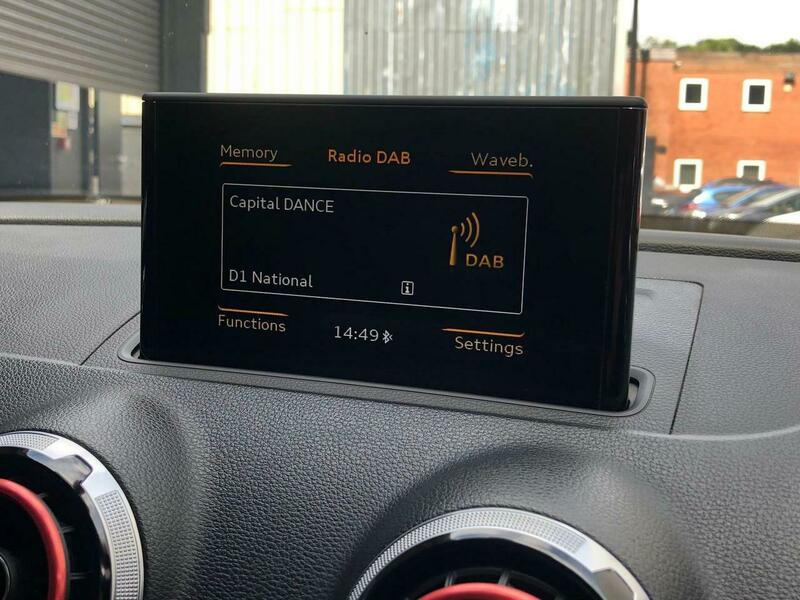 Memory
Radio DAB
Waveb.
Capital DANCE
DAB
D1 National
Functions
14:49
Settings